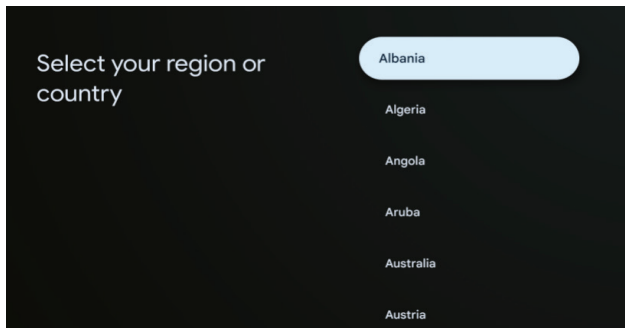 Select your region or
country
Albania
Algeria
Angola
Aruba
Australia
Austria